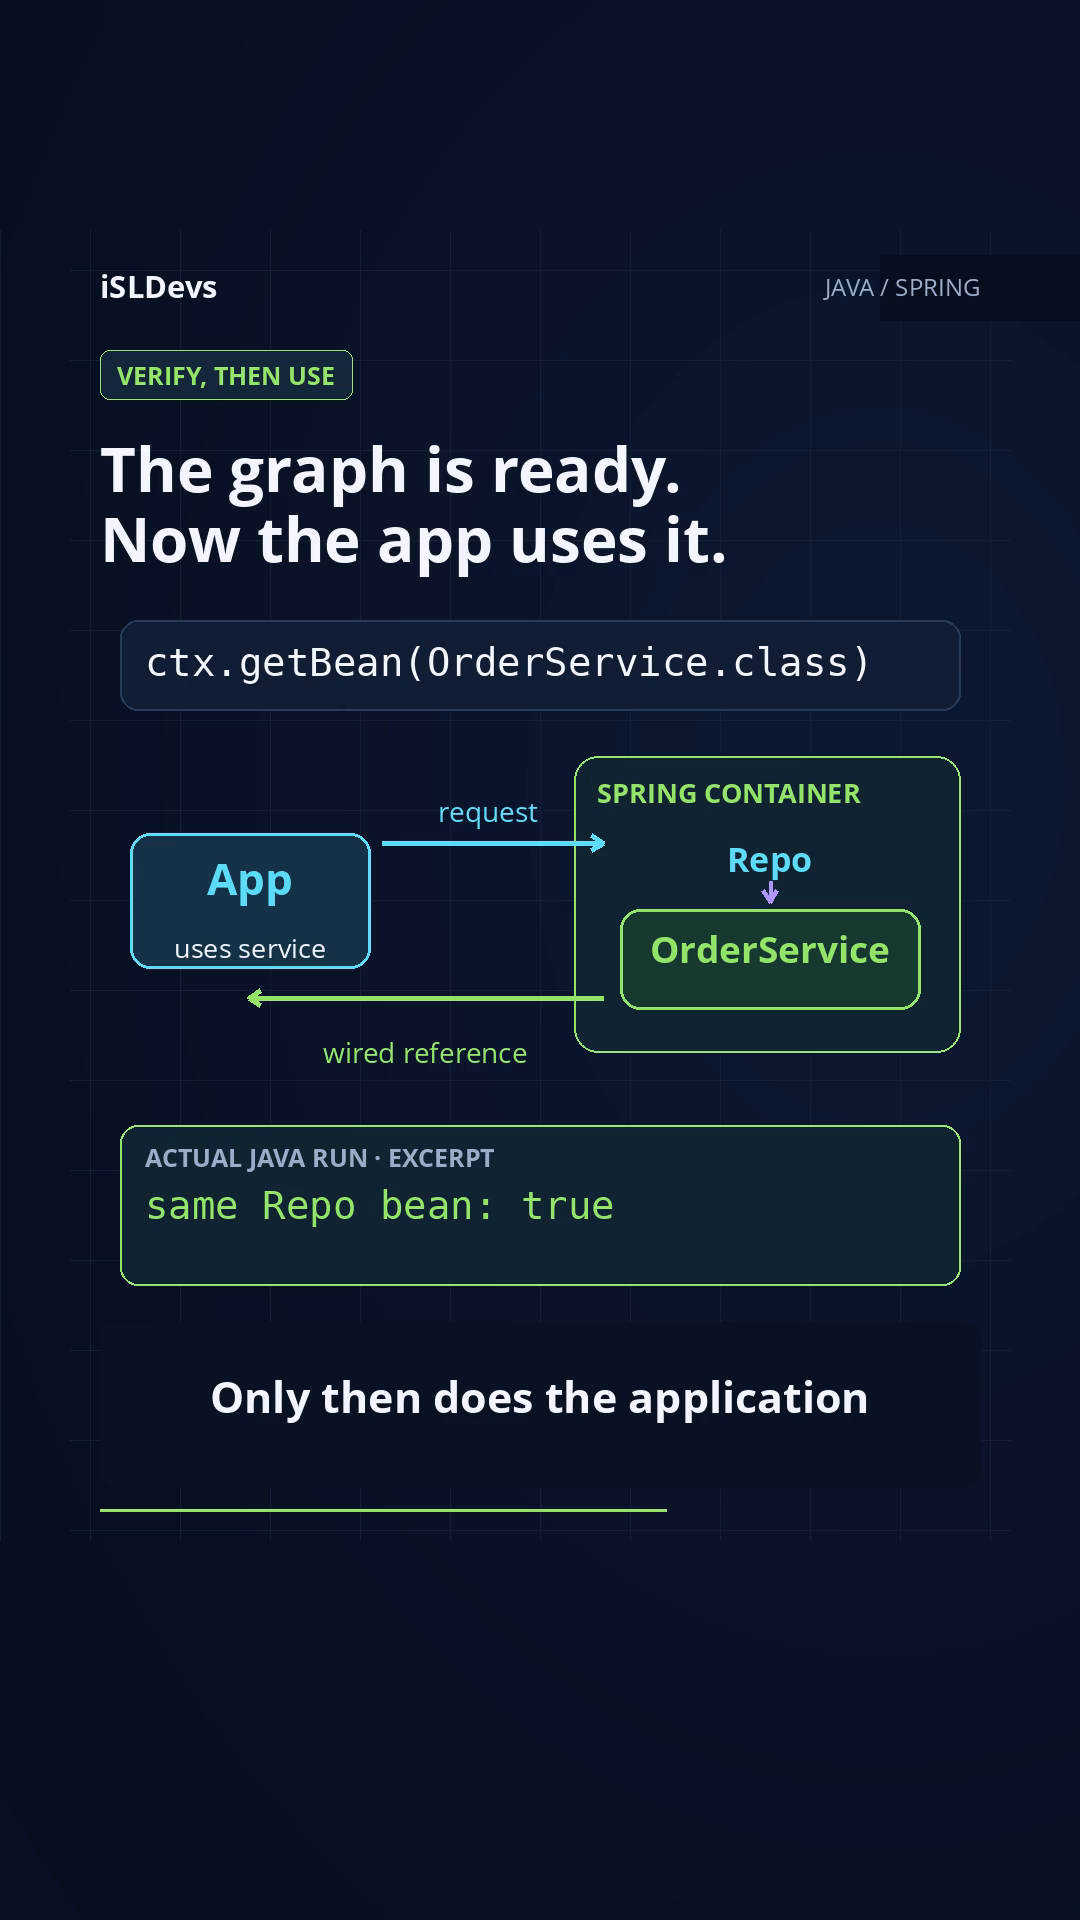 iSLDevs
JAVA / SPRING
VERIFY, THEN USE
The graph is ready.
Now the app uses it.
ctx.getBean(OrderService.class)
SPRING CONTAINER
request
Repo
App
OrderService
uses service
wired reference
ACTUAL JAVA RUN · EXCERPT
same Repo bean: true
Only then does the application